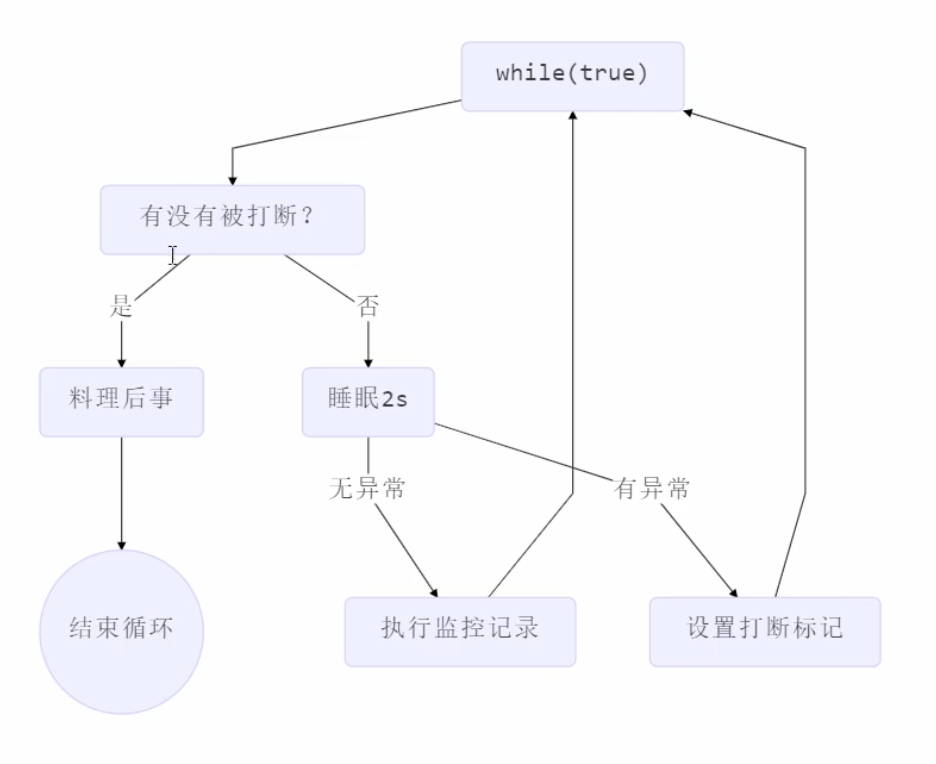 while(true)
有没有被打断?
是
否
料理后事
睡眠2s
无异常
有异常
结束循环
执行监控记录
设置打断标记